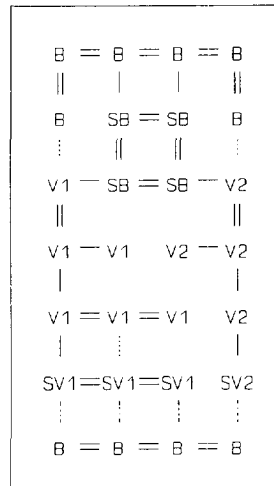 B = B = B = B
B SB = SB B
V1 — SB = SB — V2
V1 — V1 V2 — V2
V1 = V1 = V1 V2
SV1 = SV1 = SV1 SV2
B = B = B = B